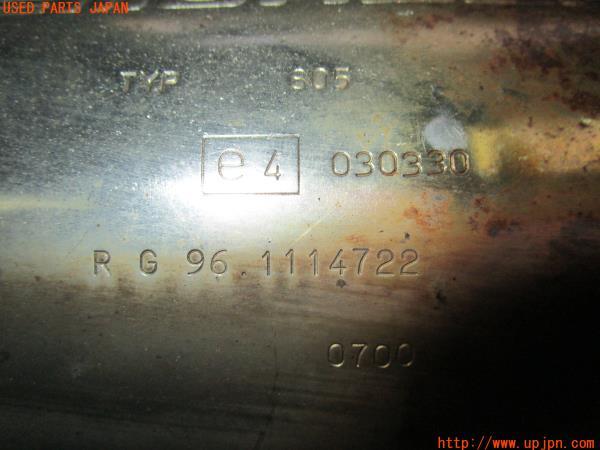 USED PARTS JAPAN
TYP 805
e4 030330
R G 96.1114722
0700
http://www.upjpn.com